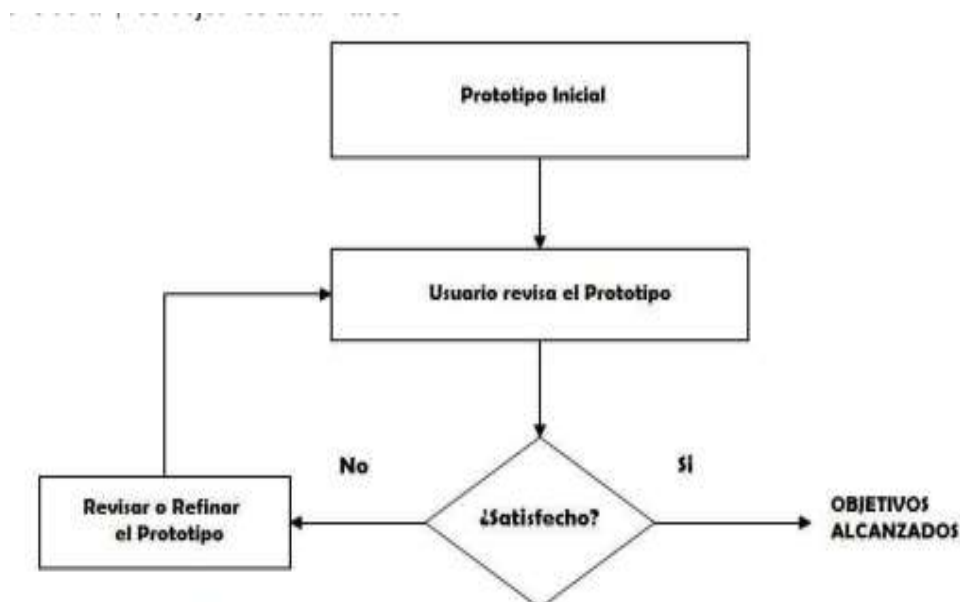 Prototipo Inicial
Usuario revisa el Prototipo
No
Si
Revisar o Refinar
el Prototipo
¿Satisfecho?
OBJETIVOS
ALCANZADOS